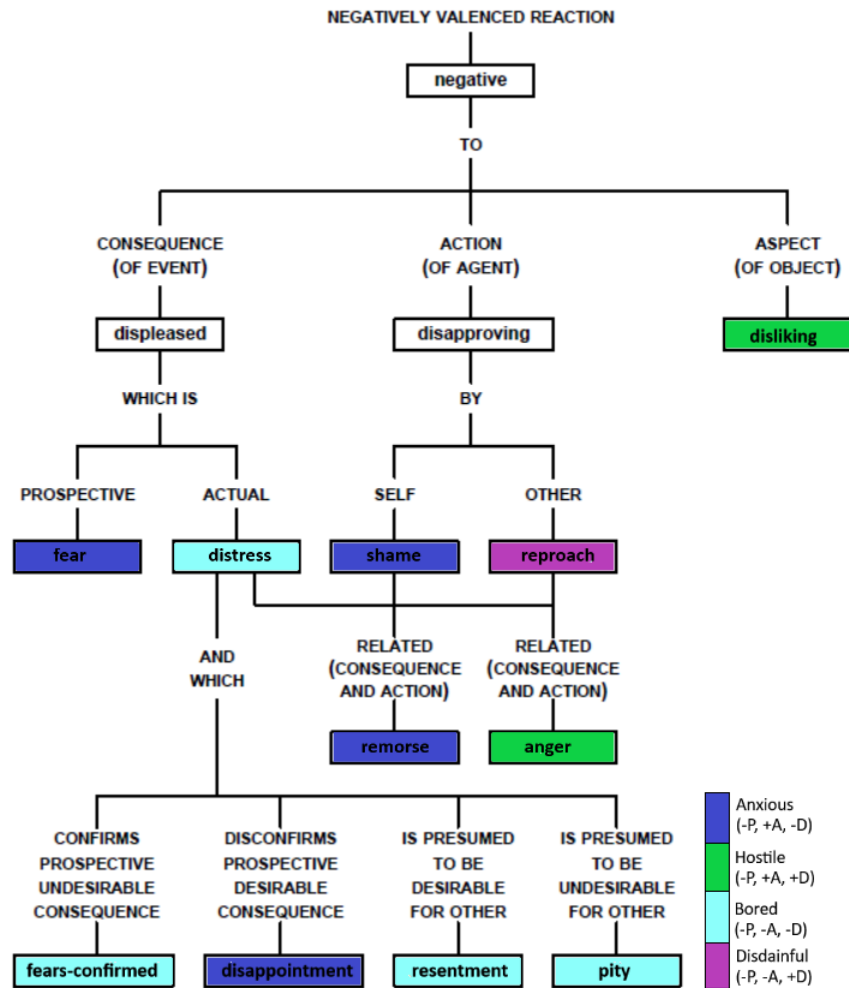 NEGATIVELY VALENCED REACTION
negative
TO
CONSEQUENCE
(OF EVENT)
ACTION
(OF AGENT)
ASPECT
(OF OBJECT)
displeased
disapproving
disliking
WHICH IS
BY
PROSPECTIVE
ACTUAL
SELF
OTHER
fear
distress
shame
reproach
AND
WHICH
RELATED
(CONSEQUENCE
AND ACTION)
RELATED
(CONSEQUENCE
AND ACTION)
remorse
anger
CONFIRMS
PROSPECTIVE
UNDESIRABLE
CONSEQUENCE
DISCONFIRMS
PROSPECTIVE
DESIRABLE
CONSEQUENCE
IS PRESUMED
TO BE
DESIRABLE
FOR OTHER
IS PRESUMED
TO BE
UNDESIRABLE
FOR OTHER
fears-confirmed
disappointment
resentment
pity
Anxious
(-P, +A, -D)
Hostile
(-P, +A, +D)
Bored
(-P, -A, -D)
Disdainful
(-P, -A, +D)